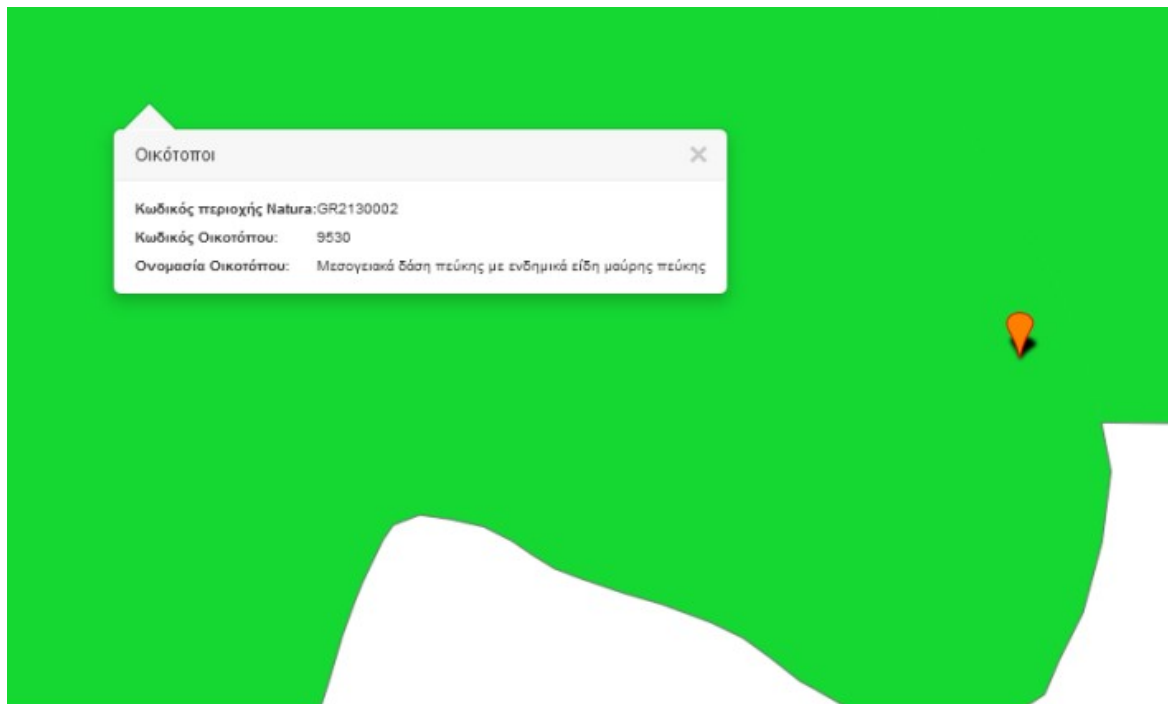 Οικότοποι
Κωδικός περιοχής Natura:GR2130002
Κωδικός Οικοτόπου: 9530
Ονομασία Οικοτόπου: Μεσογειακά δάση πεύκης με ενδημικά είδη μαύρης πεύκης